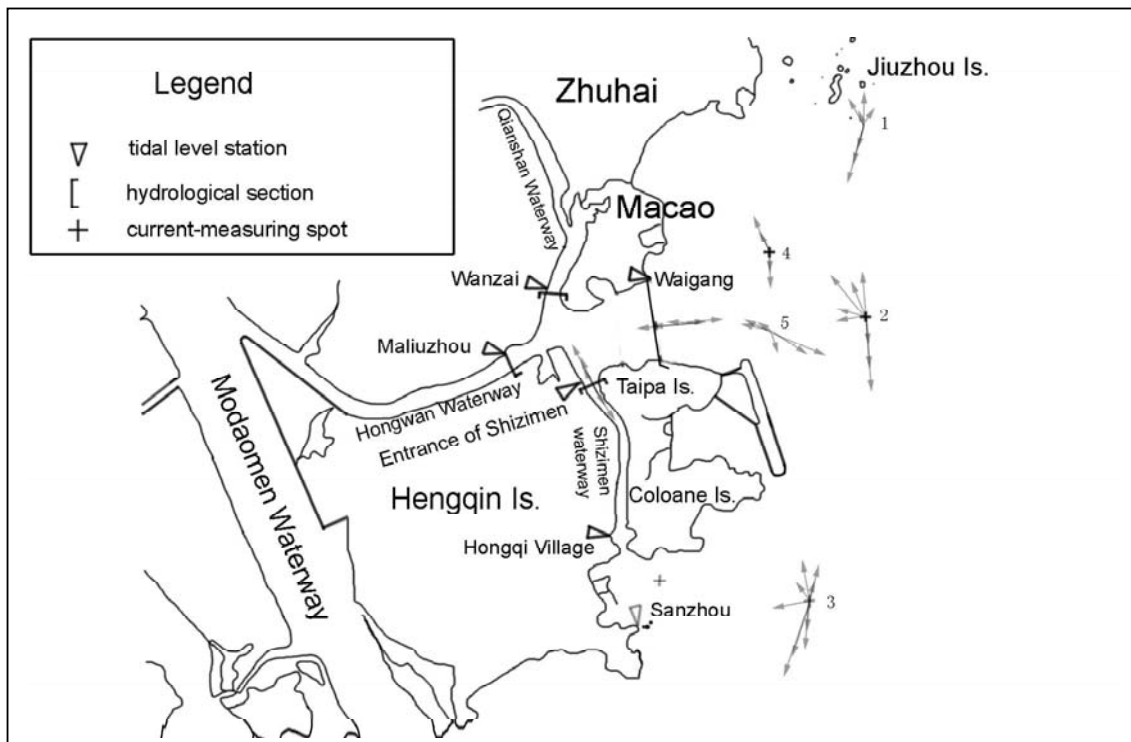 Legend
tidal level station
hydrological section
current-measuring spot
Zhuhai
Jiuzhou Is.
1
Qianshan Waterway
Macao
4
Wanzai
Waigang
2
5
Maliuzhou
Taipa Is.
Hongwan Waterway
Entrance of Shizimen
Shizimen
waterway
Modaomen Waterway
Hengqin Is.
Coloane Is.
Hongqi Village
Sanzhou
3